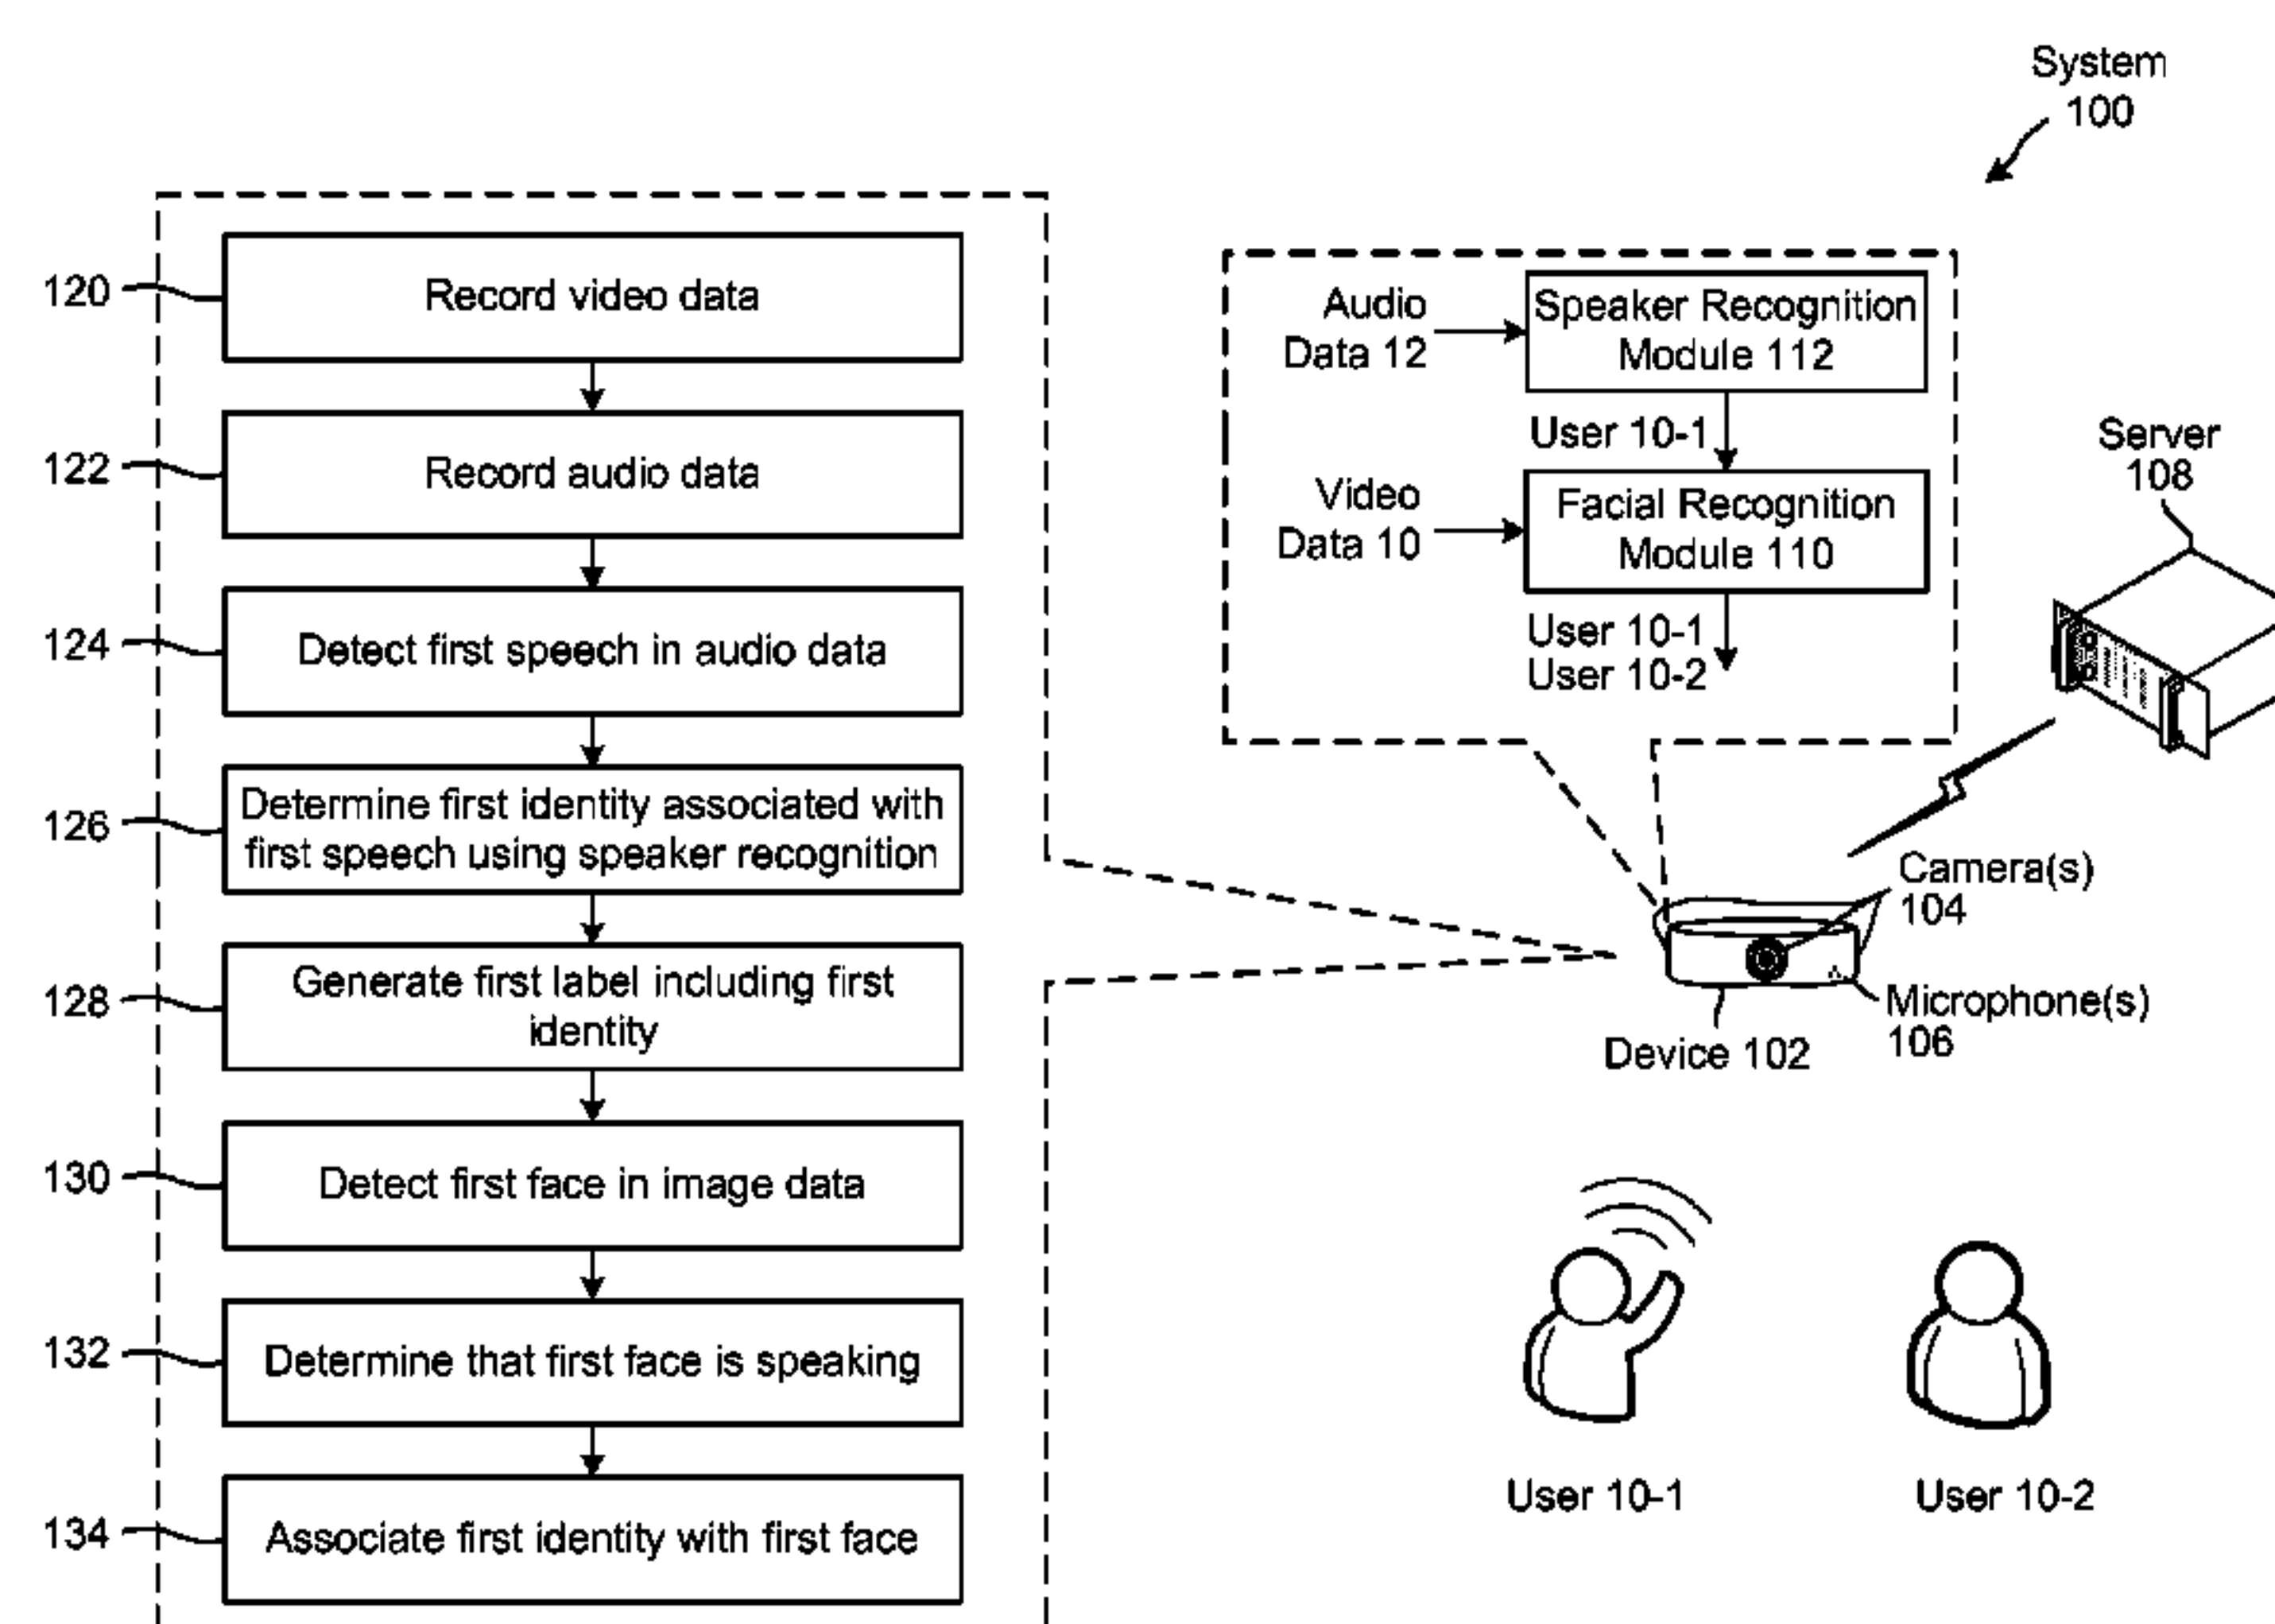 System
100
120
Record video data
122
Record audio data
124
Detect first speech in audio data
126
Determine first identity associated with
first speech using speaker recognition
128
Generate first label including first
identity
130
Detect first face in image data
132
Determine that first face is speaking
134
Associate first identity with first face
Audio
Data 12
Speaker Recognition
Module 112
User 10-1
Video
Data 10
Facial Recognition
Module 110
User 10-1
User 10-2
Server
108
Camera(s)
104
Microphone(s)
106
Device 102
User 10-1
User 10-2